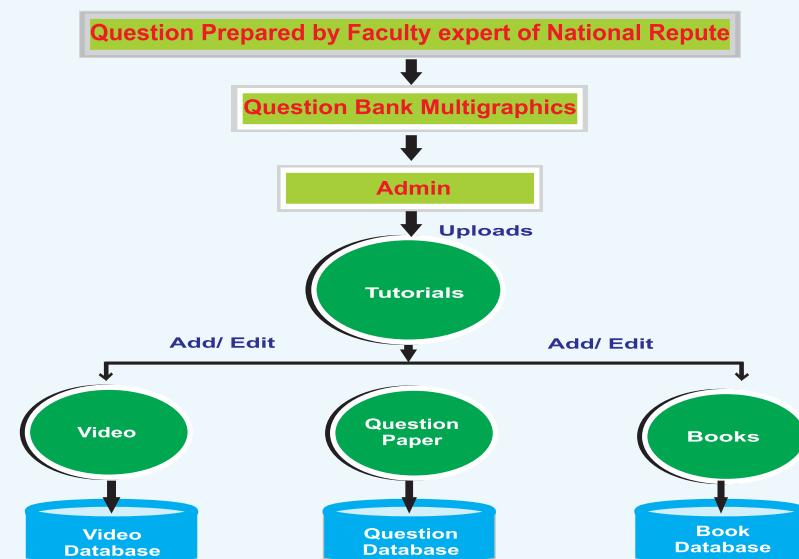 Question Prepared by Faculty expert of National Repute
Question Bank Multigraphics
Admin
Uploads
Tutorials
Add/ Edit
Add/ Edit
Video
Question
Paper
Books
Video
Database
Question
Database
Book
Database